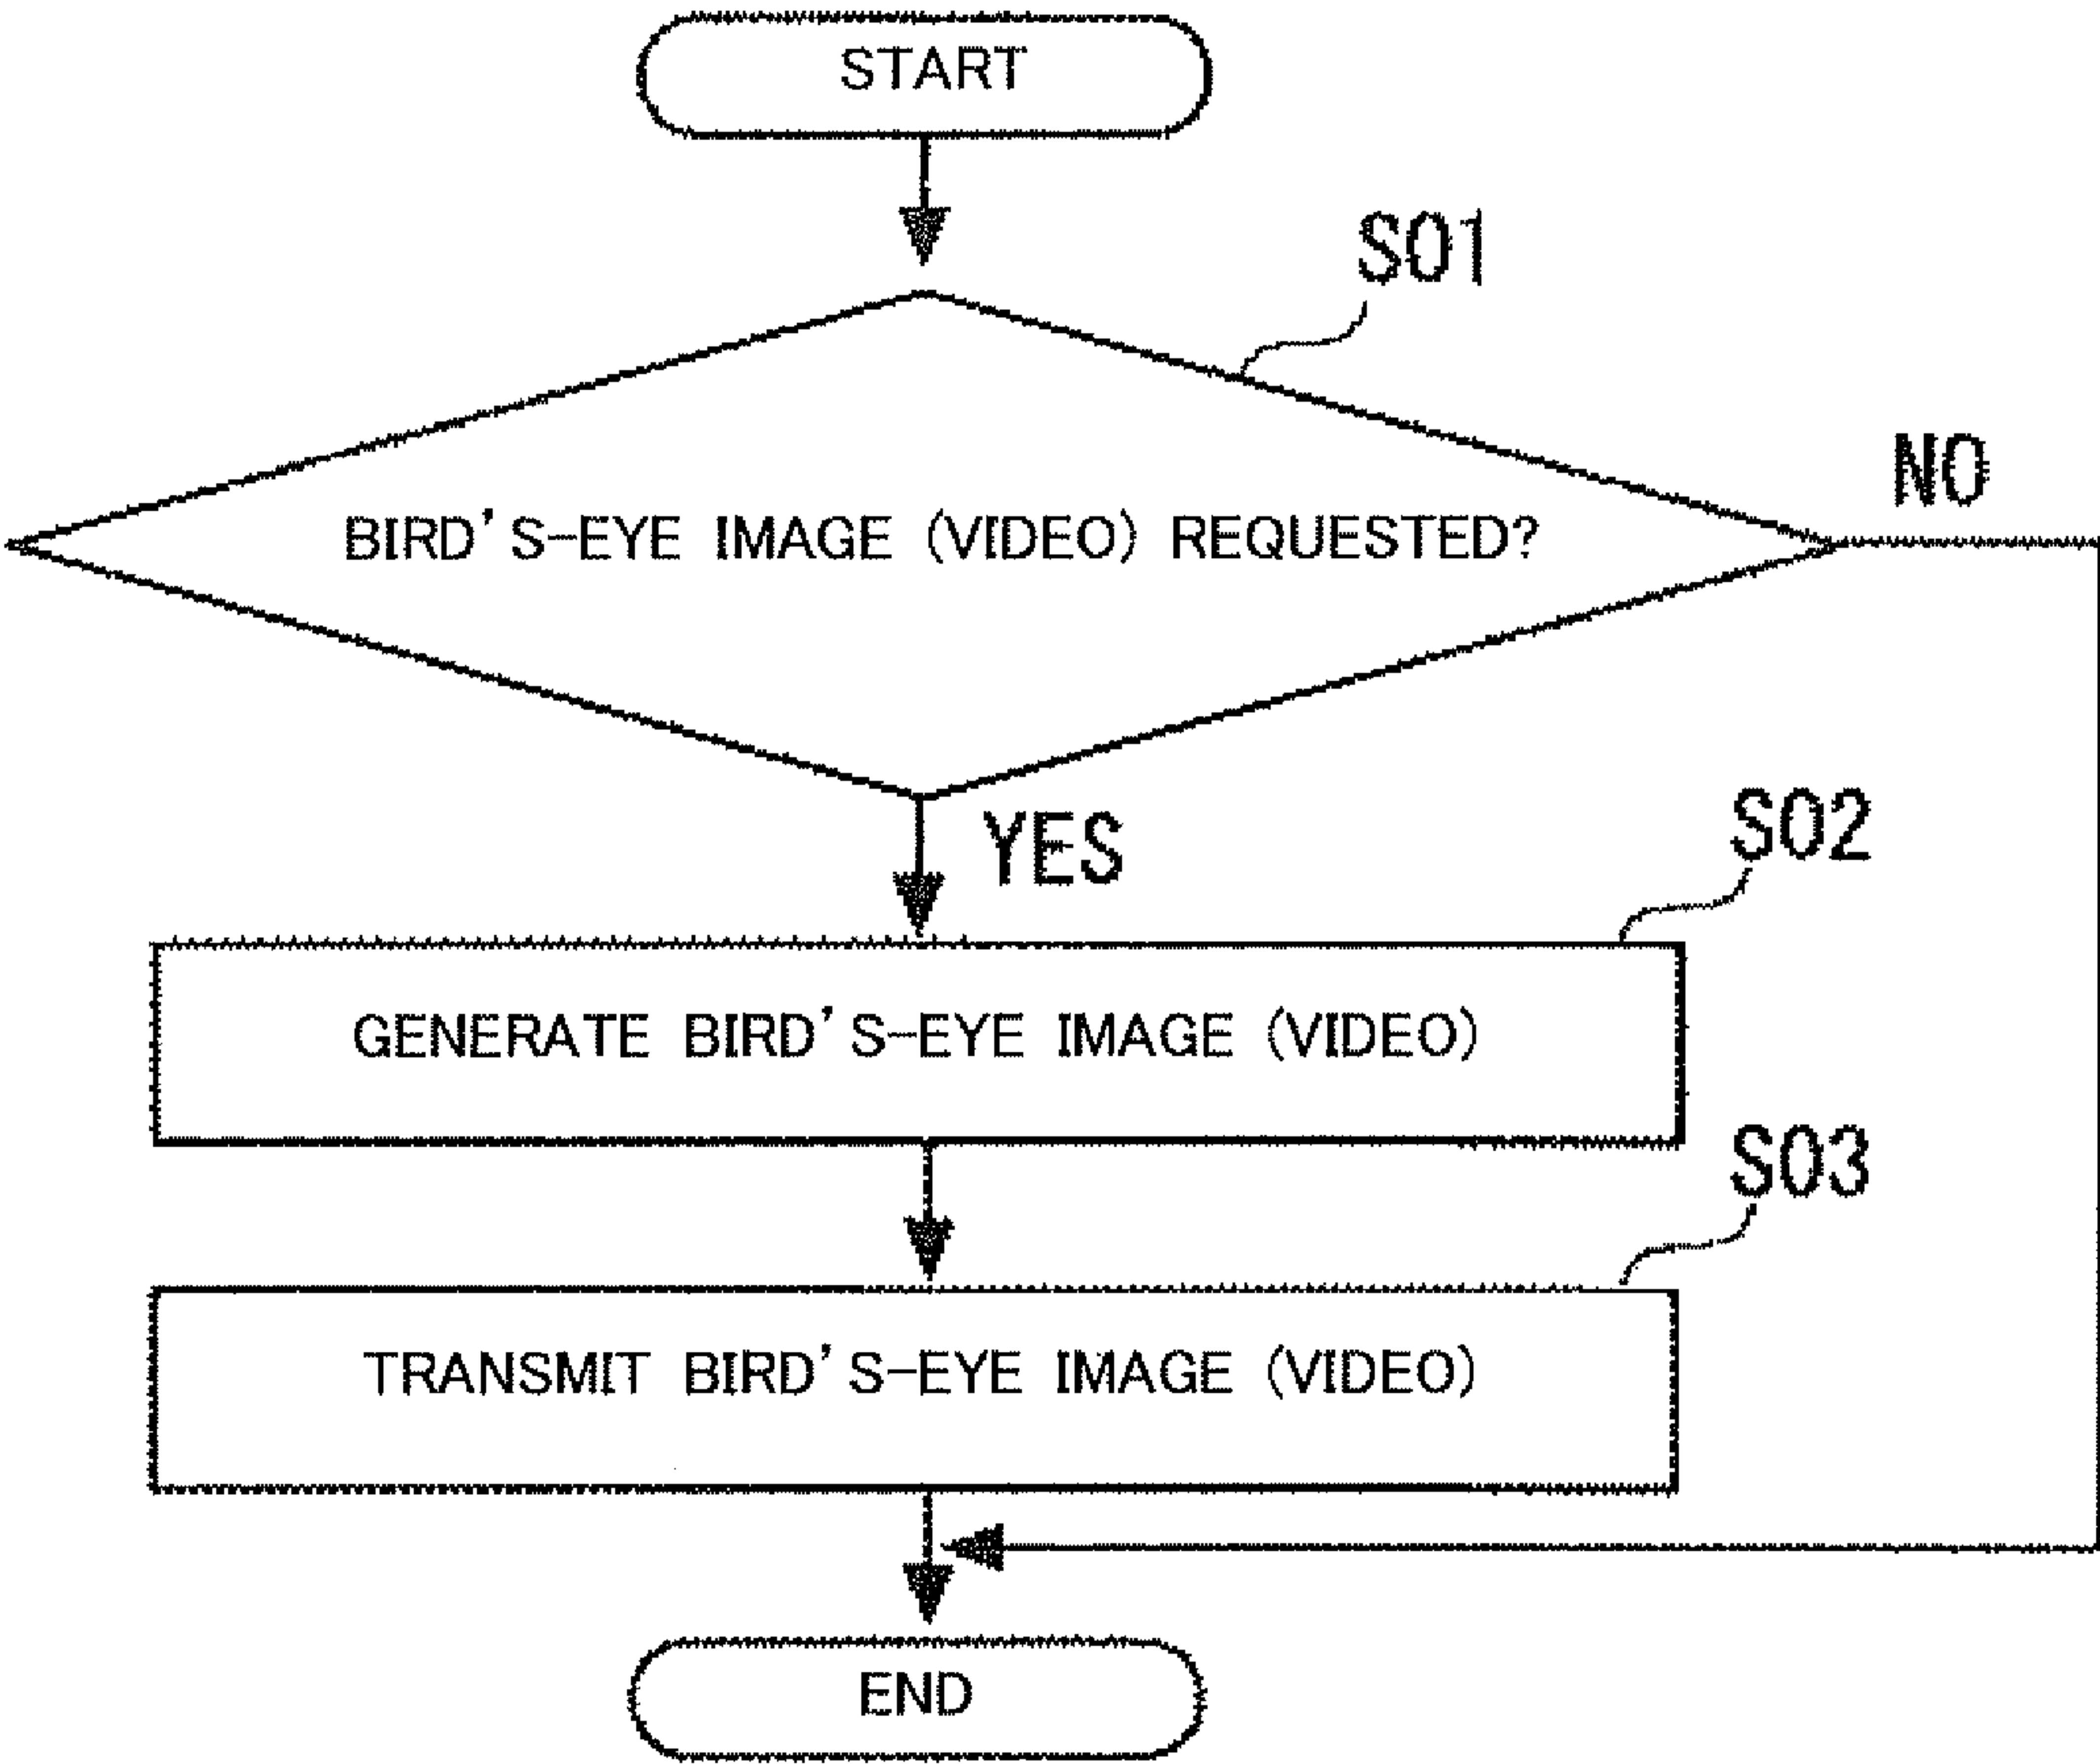 START
S01
BIRD'S-EYE IMAGE (VIDEO) REQUESTED?
NO
YES
S02
GENERATE BIRD'S-EYE IMAGE (VIDEO)
S03
TRANSMIT BIRD'S-EYE IMAGE (VIDEO)
END